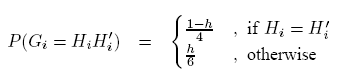 P(G_i = H_i H_i') = { (1-h)/4 , if H_i = H_i'
h/6 , otherwise